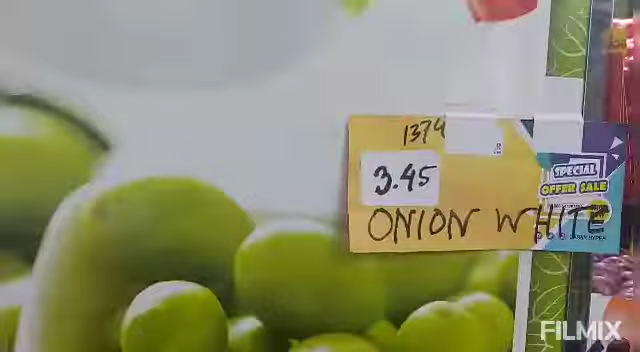 1374
3.45
SPECIAL
OFFER SALE
ONION WHITE
FILMIX